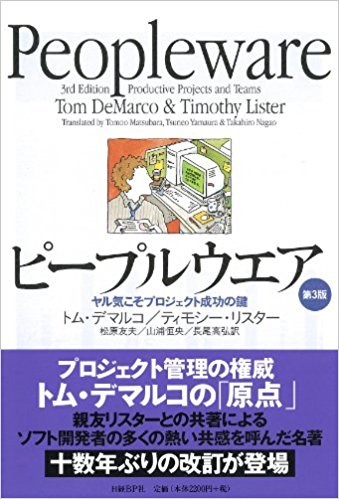 Peopleware
3rd Edition Productive Projects and Teams
Tom DeMarco & Timothy Lister
Translated by Tomoo Matsubara, Tsuneo Yamaura & Takahiro Nagao
ピープルウエア
ヤル気こそプロジェクト成功の鍵
第3版
トム・デマルコ/ティモシー・リスター
松原友夫/山浦恒央/長尾高弘訳
プロジェクト管理の権威
トム・デマルコの「原点」
親友リスターとの共著による
ソフト開発者の多くの熱い共感を呼んだ名著
十数年ぶりの改訂が登場
日経BP社 定価(本体2200円+税)